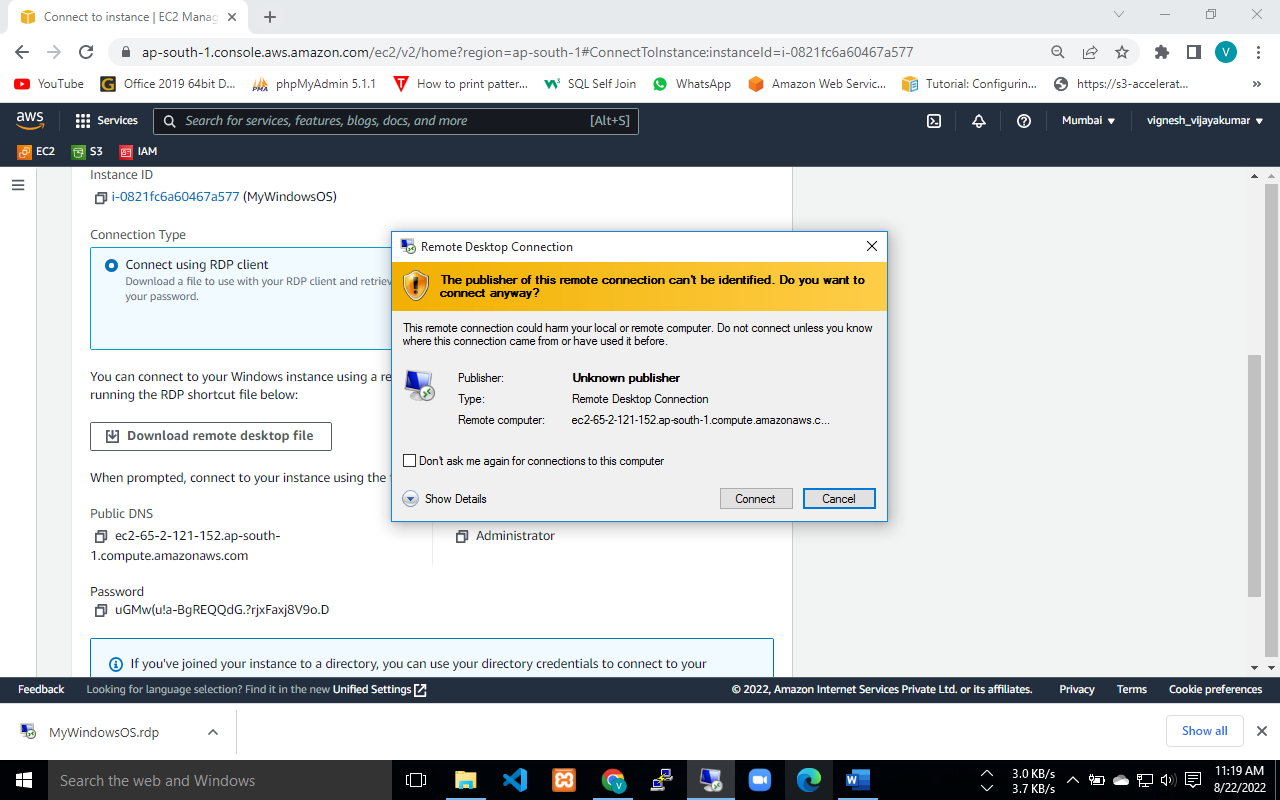 Connect to instance | EC2 Manag
ap-south-1.console.aws.amazon.com/ec2/v2/home?region=ap-south-1#ConnectToInstance:instanceId=i-0821fc6a60467a577
V
YouTube
Office 2019 64bit D...
phpMyAdmin 5.1.1
How to print patter...
SQL Self Join
WhatsApp
Amazon Web Servic...
Tutorial: Configurin...
https://s3-accelerat...
»
aws
Services
Search for services, features, blogs, docs, and more
[Alt+S]
Mumbai
vignesh_vijayakumar
EC2
S3
IAM
Instance ID
i-0821fc6a60467a577 (MyWindowsOS)
Connection Type
Connect using RDP client
Download a file to use with your RDP client and retrieve
your password.
You can connect to your Windows instance using a re
running the RDP shortcut file below:
Download remote desktop file
When prompted, connect to your instance using the
Public DNS
ec2-65-2-121-152.ap-south-
1.compute.amazonaws.com
Administrator
Password
uGMw(u!a-BgREQQdG.?rjxFaxj8V9o.D
If you've joined your instance to a directory, you can use your directory credentials to connect to your
Remote Desktop Connection
The publisher of this remote connection can't be identified. Do you want to
connect anyway?
This remote connection could harm your local or remote computer. Do not connect unless you know
where this connection came from or have used it before.
Publisher:
Unknown publisher
Type:
Remote Desktop Connection
Remote computer:
ec2-65-2-121-152.ap-south-1.compute.amazonaws.c...
Don't ask me again for connections to this computer
Show Details
Connect
Cancel
Feedback
Looking for language selection? Find it in the new Unified Settings
© 2022, Amazon Internet Services Private Ltd. or its affiliates.
Privacy
Terms
Cookie preferences
MyWindowsOS.rdp
Show all
Search the web and Windows
3.0 KB/s
3.7 KB/s
11:19 AM
8/22/2022